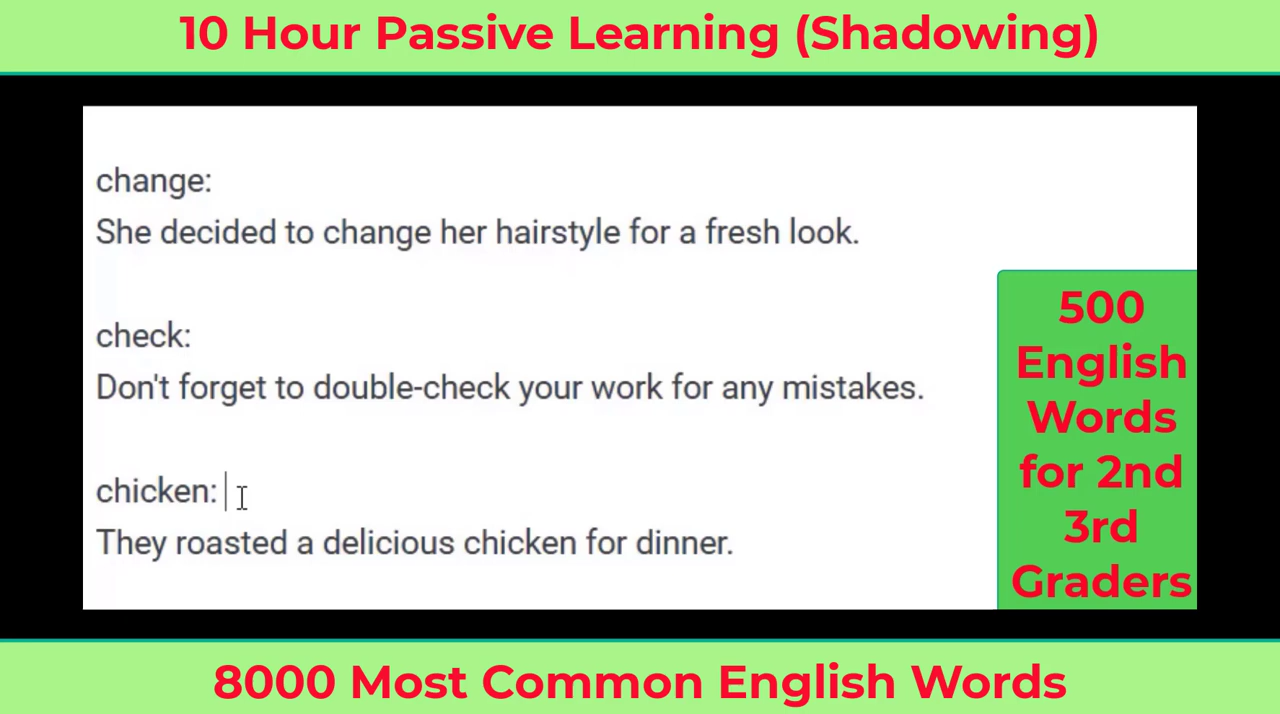 10 Hour Passive Learning (Shadowing)
change:
She decided to change her hairstyle for a fresh look.
check:
Don't forget to double-check your work for any mistakes.
chicken:
They roasted a delicious chicken for dinner.
500
English
Words
for 2nd
3rd
Graders
8000 Most Common English Words